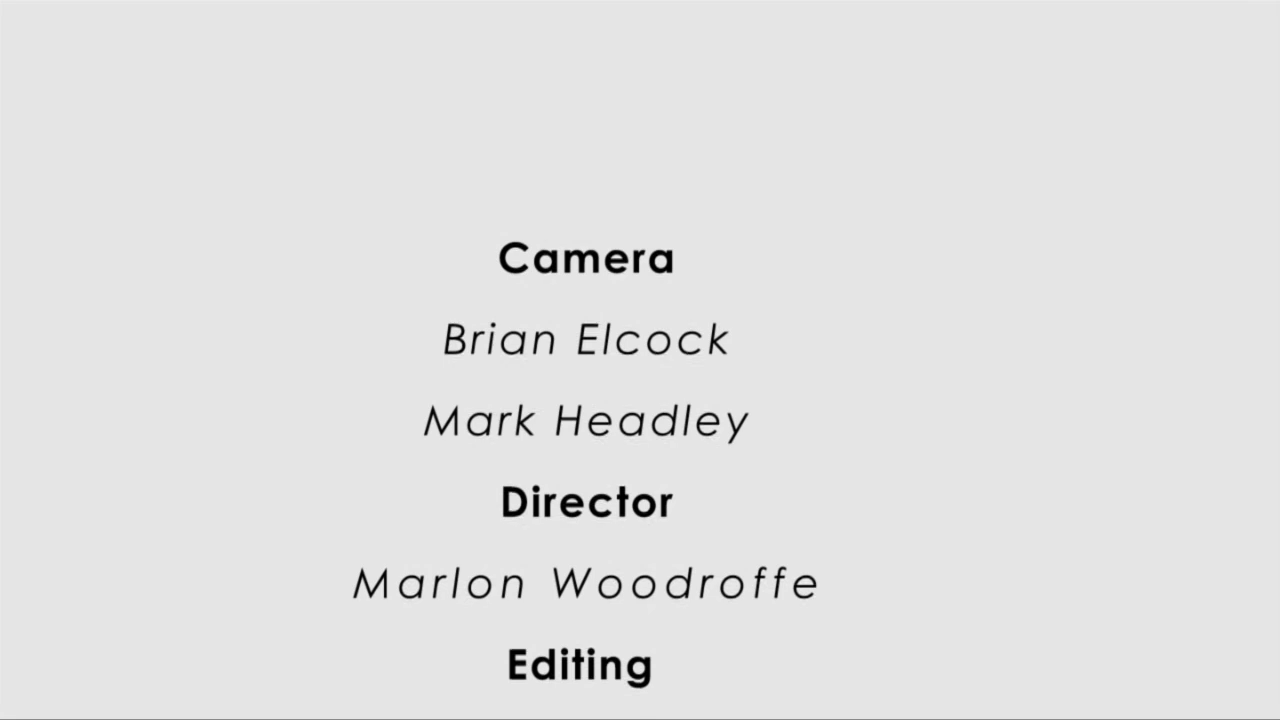 Camera
Brian Elcock
Mark Headley
Director
Marlon Woodroffe
Editing